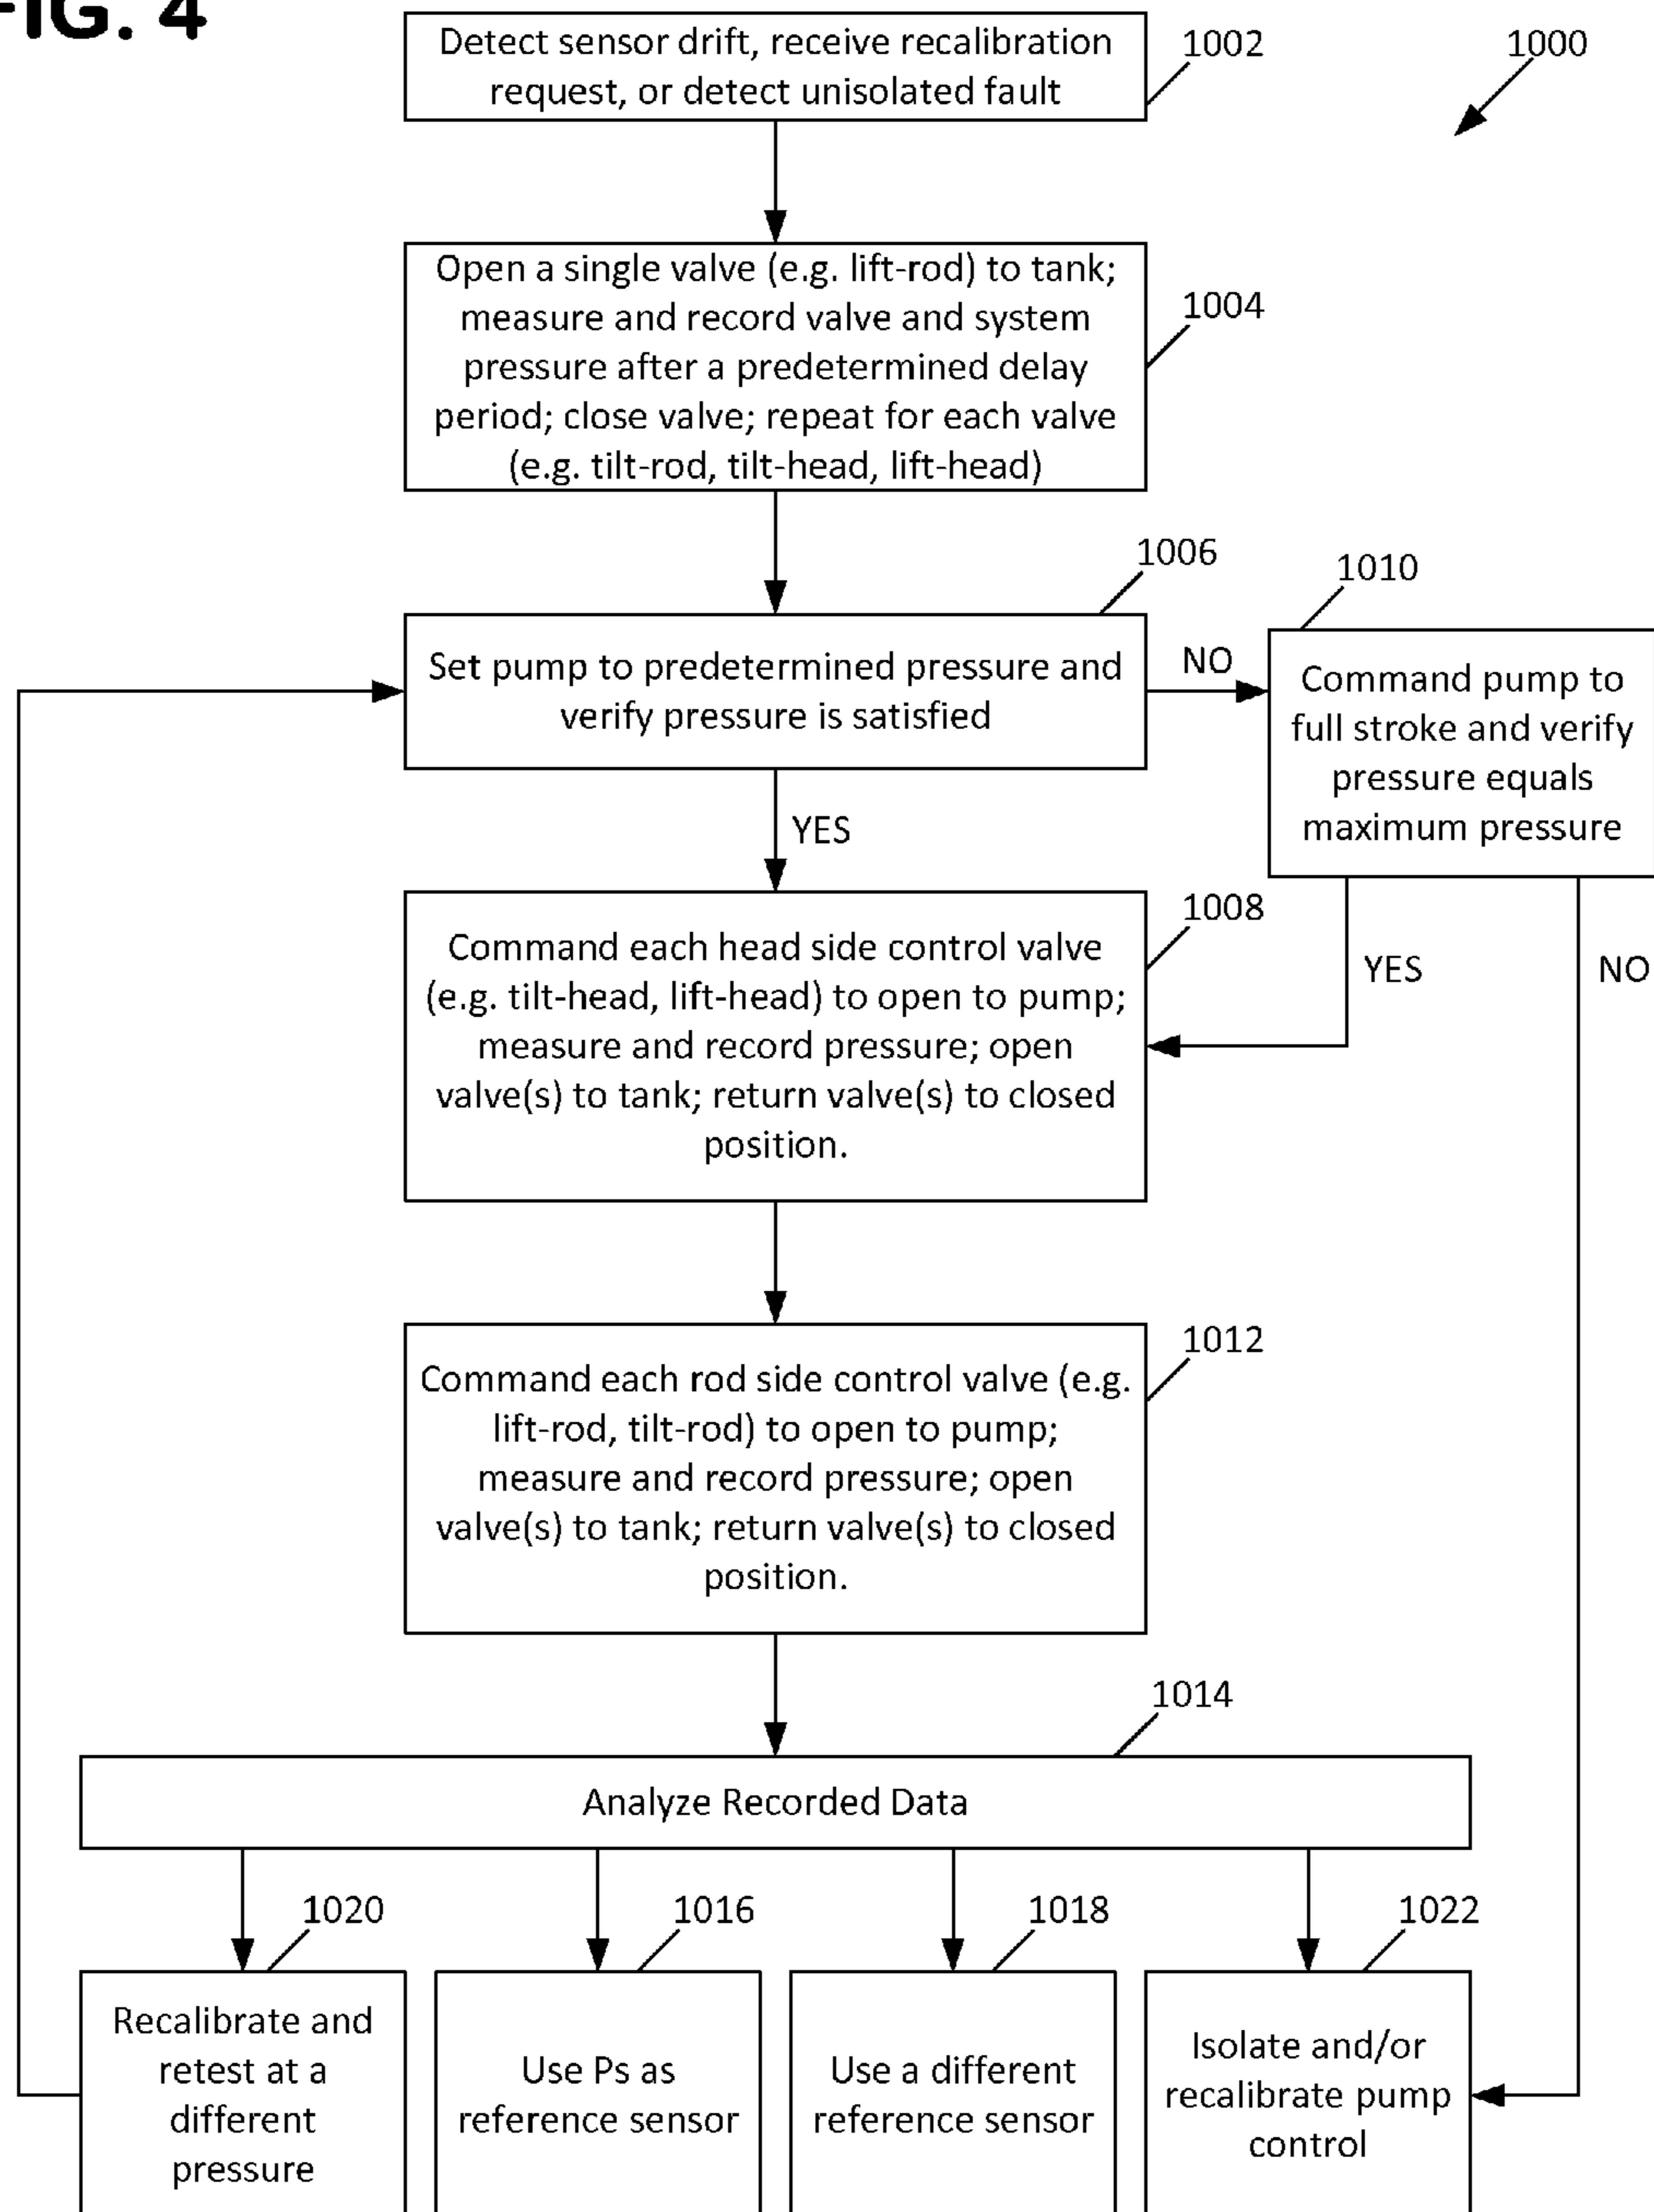 FIG. 4
1000
Detect sensor drift, receive recalibration
request, or detect unisolated fault
1002
Open a single valve (e.g. lift-rod) to tank;
measure and record valve and system
pressure after a predetermined delay
period; close valve; repeat for each valve
(e.g. tilt-rod, tilt-head, lift-head)
1004
1006
Set pump to predetermined pressure and
verify pressure is satisfied
NO
1010
Command pump to
full stroke and verify
pressure equals
maximum pressure
YES
YES
NO
1008
Command each head side control valve
(e.g. tilt-head, lift-head) to open to pump;
measure and record pressure; open
valve(s) to tank; return valve(s) to closed
position.
1012
Command each rod side control valve (e.g.
lift-rod, tilt-rod) to open to pump;
measure and record pressure; open
valve(s) to tank; return valve(s) to closed
position.
1014
Analyze Recorded Data
1020
Recalibrate and
retest at a
different
pressure
1016
Use Ps as
reference sensor
1018
Use a different
reference sensor
1022
Isolate and/or
recalibrate pump
control